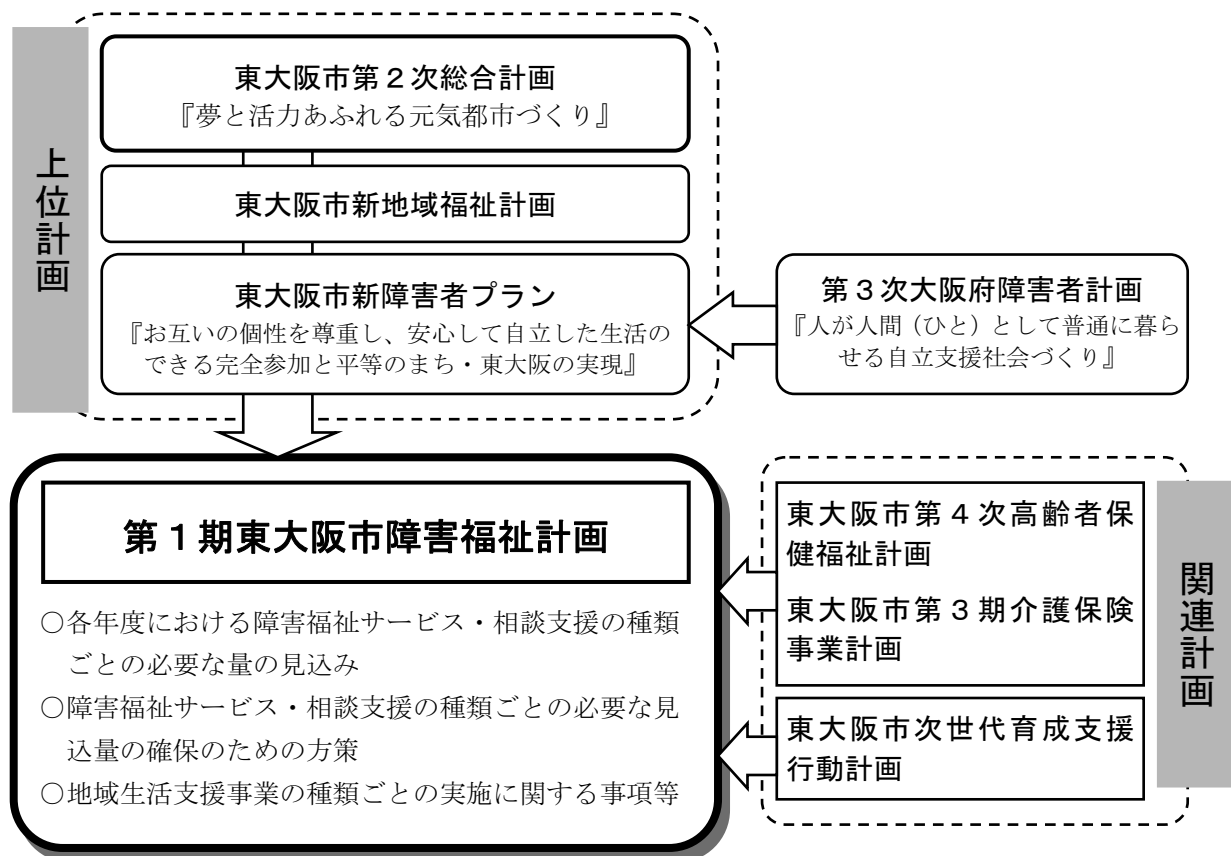 上位計画
東大阪市第２次総合計画
『夢と活力あふれる元気都市づくり』
東大阪市新地域福祉計画
東大阪市新障害者プラン
『お互いの個性を尊重し、安心して自立した生活の
できる完全参加と平等のまち・東大阪の実現』
第３次大阪府障害者計画
『人が人間（ひと）として普通に暮ら
せる自立支援社会づくり』
第１期東大阪市障害福祉計画
○各年度における障害福祉サービス・相談支援の種類
ごとの必要な量の見込み
○障害福祉サービス・相談支援の種類ごとの必要な見
込量の確保のための方策
○地域生活支援事業の種類ごとの実施に関する事項等
東大阪市第４次高齢者保
健福祉計画
東大阪市第３期介護保険
事業計画
東大阪市次世代育成支援
行動計画
関連計画